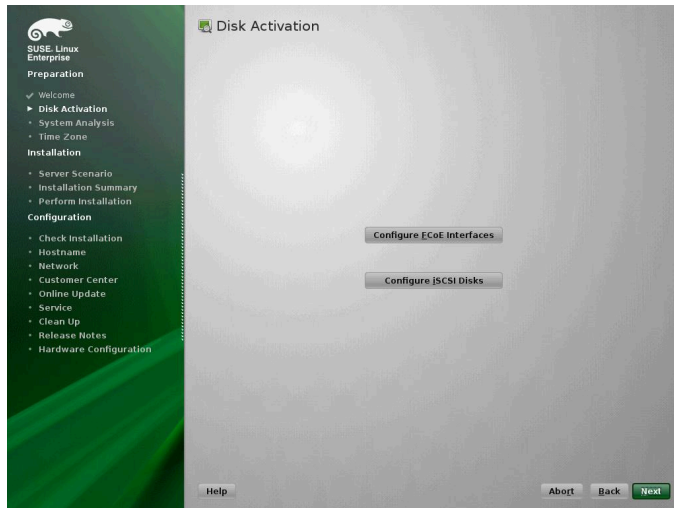 SUSE. Linux
Enterprise
Preparation
Welcome
Disk Activation
System Analysis
Time Zone
Installation
Server Scenario
Installation Summary
Perform Installation
Configuration
Check Installation
Hostname
Network
Customer Center
Online Update
Service
Clean Up
Release Notes
Hardware Configuration
Disk Activation
Configure FCoE Interfaces
Configure iSCSI Disks
Help
Abort
Back
Next